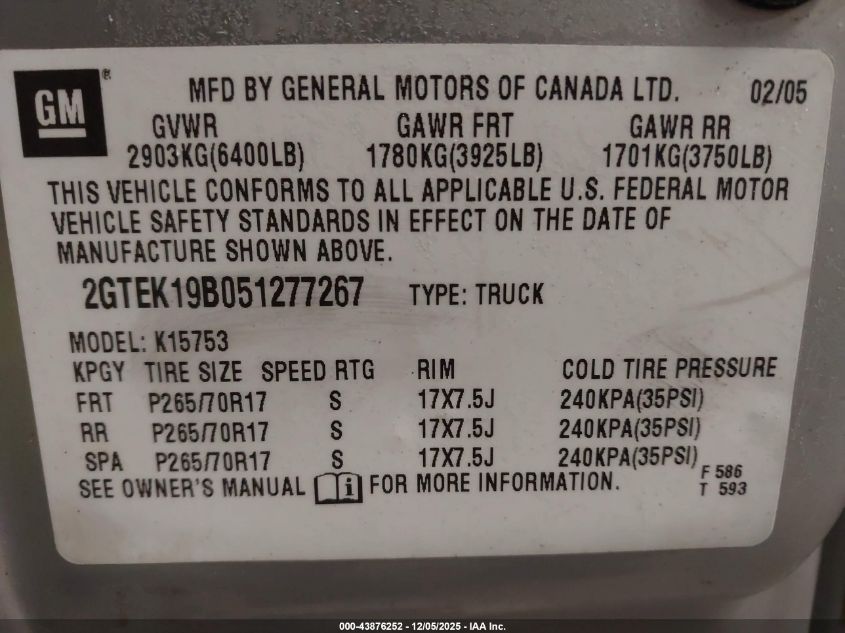 GM ®
MFD BY GENERAL MOTORS OF CANADA LTD. 02/05
GVWR GAWR FRT GAWR RR
2903KG(6400LB) 1780KG(3925LB) 1701KG(3750LB)
THIS VEHICLE CONFORMS TO ALL APPLICABLE U.S. FEDERAL MOTOR
VEHICLE SAFETY STANDARDS IN EFFECT ON THE DATE OF
MANUFACTURE SHOWN ABOVE.
2GTEK19B051277267 TYPE: TRUCK
MODEL: K15753
KPGY TIRE SIZE SPEED RTG RIM COLD TIRE PRESSURE
FRT P265/70R17 S 17X7.5J 240KPA(35PSI)
RR P265/70R17 S 17X7.5J 240KPA(35PSI)
SPA P265/70R17 S 17X7.5J 240KPA(35PSI)
SEE OWNER'S MANUAL i FOR MORE INFORMATION.
F 586
T 593
000-43876252 - 12/05/2025 - IAA Inc.